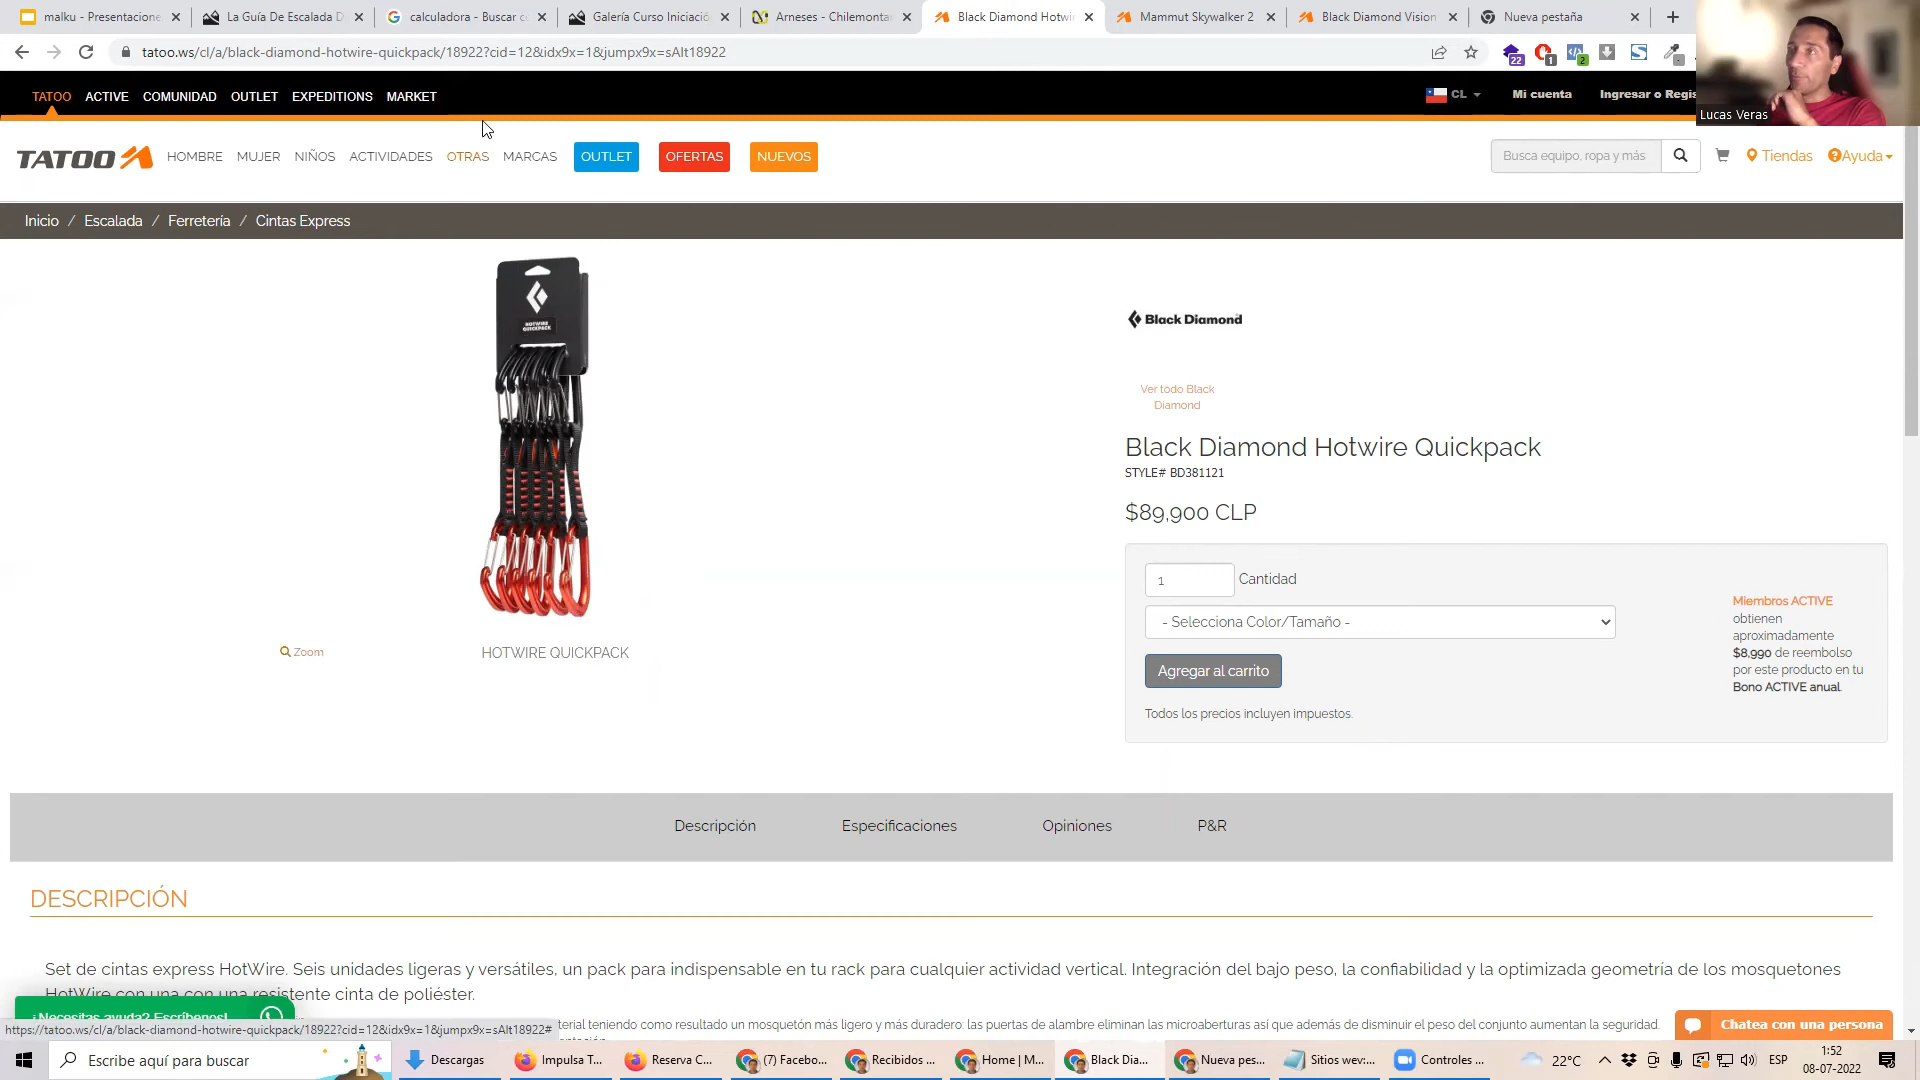 malku - Presentacione
La Guía De Escalada D
calculadora - Buscar c
Galería Curso Iniciació
Arneses - Chilemonta
Black Diamond Hotwi
Mammut Skywalker 2
Black Diamond Vision
Nueva pestaña
tatoo.ws/cl/a/black-diamond-hotwire-quickpack/18922?cid=12&idx9x=1&jumpx9x=sAlt18922
22
1
2
TATOO ACTIVE COMUNIDAD OUTLET EXPEDITIONS MARKET
CL
Mi cuenta
Ingresar o Regis
Lucas Veras
TATOO
HOMBRE MUJER NIÑOS ACTIVIDADES OTRAS MARCAS OUTLET OFERTAS NUEVOS
Busca equipo, ropa y más
Tiendas
Ayuda
Inicio / Escalada / Ferretería / Cintas Express
HOTWIRE
QUICKPACK
Zoom
HOTWIRE QUICKPACK
Black Diamond
Ver todo Black
Diamond
Black Diamond Hotwire Quickpack
STYLE# BD381121
$89,900 CLP
1 Cantidad
- Selecciona Color/Tamaño -
Agregar al carrito
Todos los precios incluyen impuestos.
Miembros ACTIVE
obtienen
aproximadamente
$8,990 de reembolso
por este producto en tu
Bono ACTIVE anual.
Descripción
Especificaciones
Opiniones
P&R
DESCRIPCIÓN
Set de cintas express HotWire. Seis unidades ligeras y versátiles, un pack para indispensable en tu rack para cualquier actividad vertical. Integración del bajo peso, la confiabilidad y la optimizada geometría de los mosquetones
HotWire con una con una resistente cinta de poliéster.
¿Necesitas ayuda? Escríbenos!
terial teniendo como resultado un mosquetón más ligero y más duradero: las puertas de alambre eliminan las microaberturas así que además de disminuir el peso del conjunto aumentan la seguridad.
https://tatoo.ws/cl/a/black-diamond-hotwire-quickpack/18922?cid=12&idx9x=1&jumpx9x=sAlt18922#
Chatea con una persona
Escribe aquí para buscar
Descargas
Impulsa T...
Reserva C...
(7) Facebo...
Recibidos ...
Home | M...
Black Dia...
Nueva pes...
Sitios wev:...
Controles ...
22°C
ESP
1:52
08-07-2022